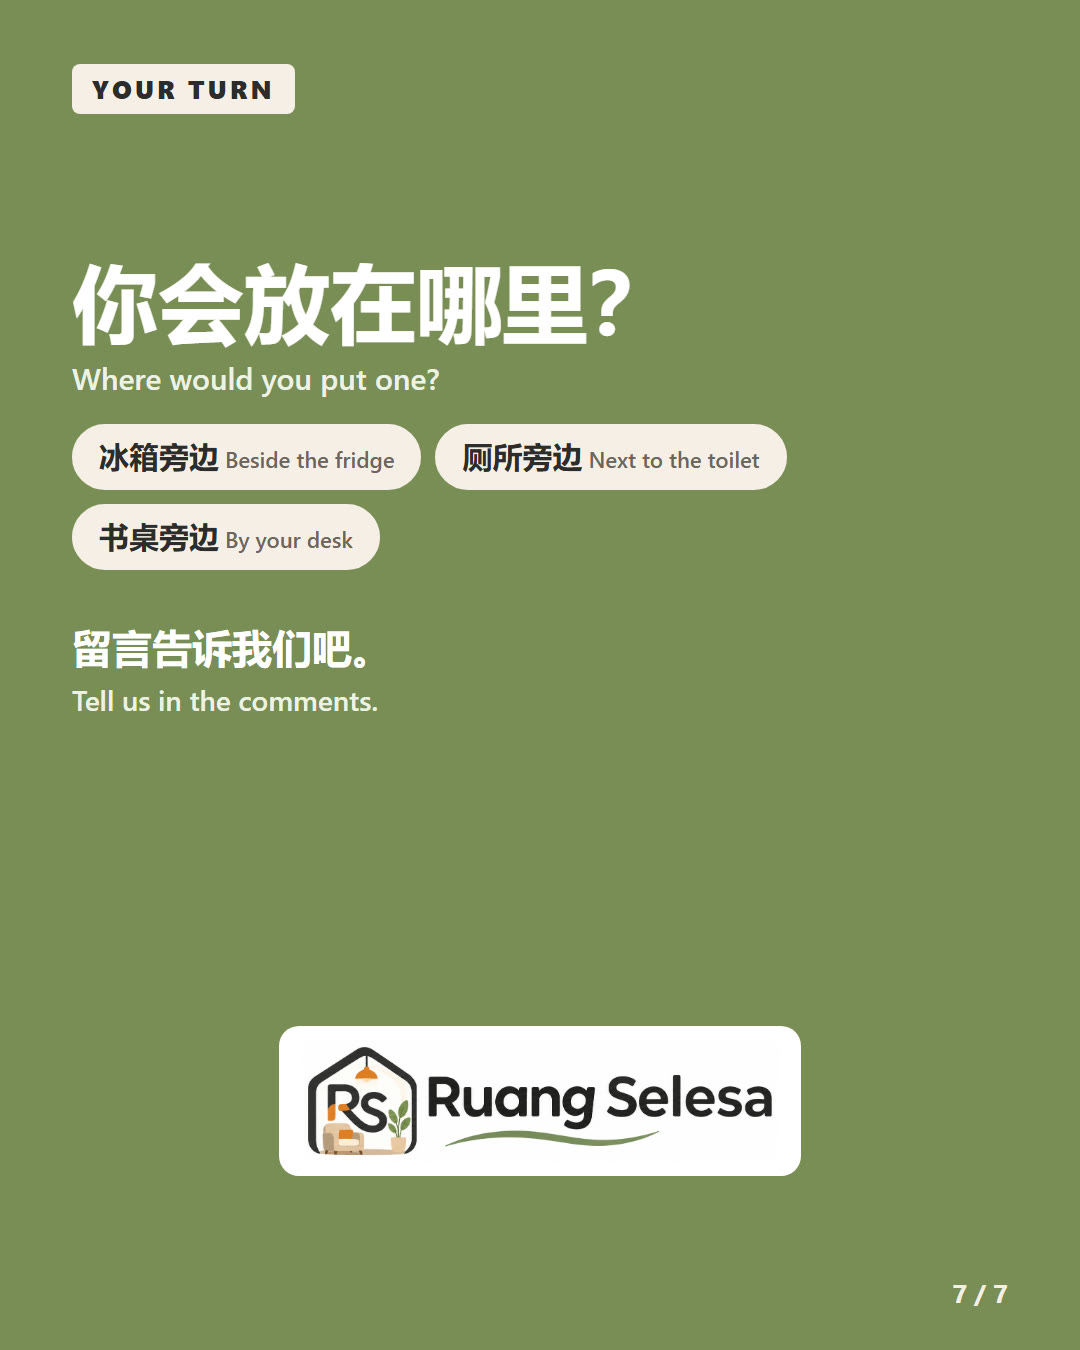 YOUR TURN
你会放在哪里?
Where would you put one?
冰箱旁边 Beside the fridge
厕所旁边 Next to the toilet
书桌旁边 By your desk
留言告诉我们吧。
Tell us in the comments.
RS
Ruang Selesa
7 / 7